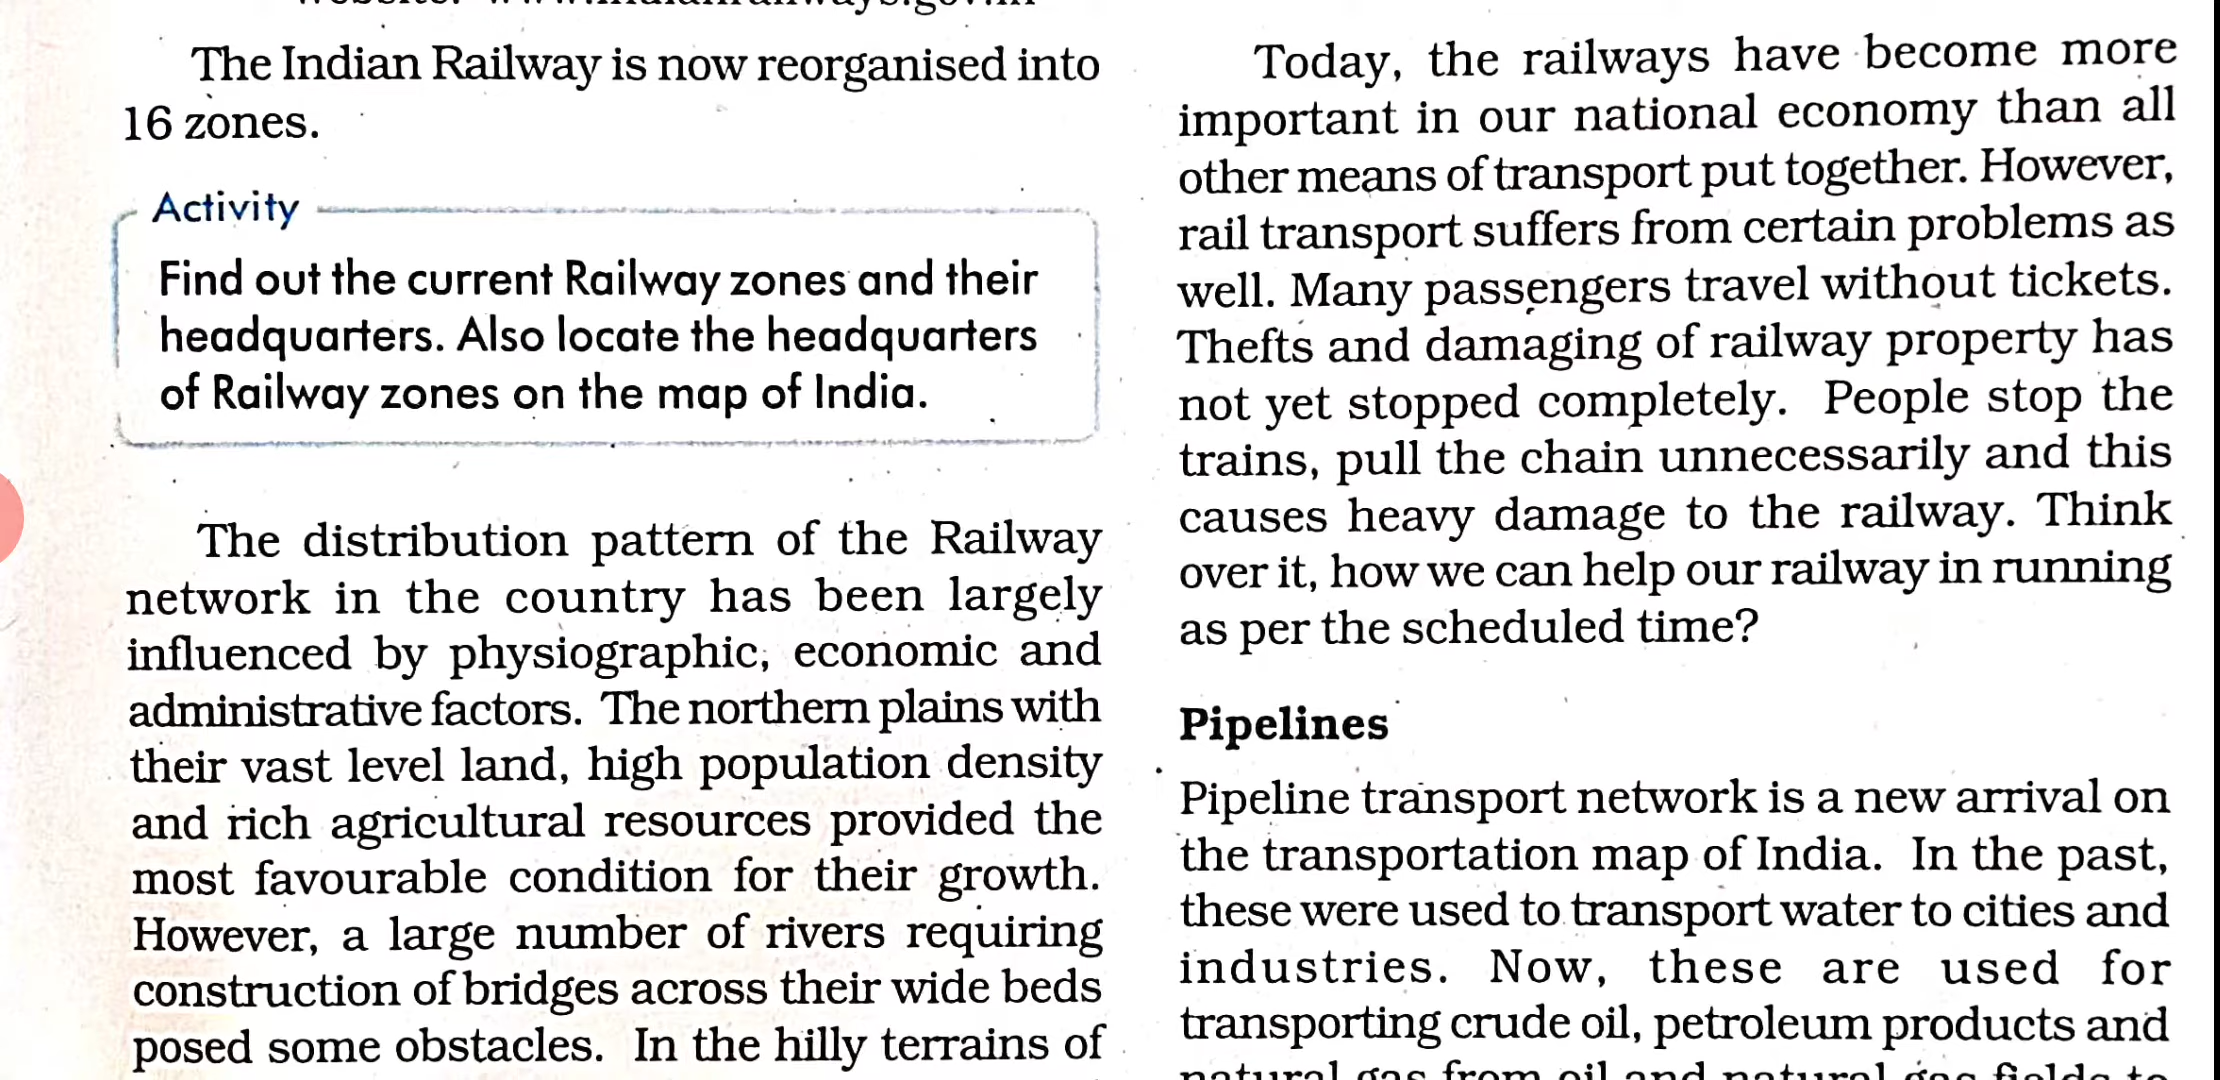 The Indian Railway is now reorganised into
16 zones.
Activity
Find out the current Railway zones and their
headquarters. Also locate the headquarters
of Railway zones on the map of India.
The distribution pattern of the Railway
network in the country has been largely
influenced by physiographic, economic and
administrative factors. The northern plains with
their vast level land, high population density
and rich agricultural resources provided the
most favourable condition for their growth.
However, a large number of rivers requiring
construction of bridges across their wide beds
posed some obstacles. In the hilly terrains of
Today, the railways have become more
important in our national economy than all
other means of transport put together. However,
rail transport suffers from certain problems as
well. Many passengers travel without tickets.
Thefts and damaging of railway property has
not yet stopped completely. People stop the
trains, pull the chain unnecessarily and this
causes heavy damage to the railway. Think
over it, how we can help our railway in running
as per the scheduled time?
Pipelines
Pipeline transport network is a new arrival on
the transportation map of India. In the past,
these were used to transport water to cities and
industries. Now, these are used for
transporting crude oil, petroleum products and
natural gas from oil and natural gas fields to